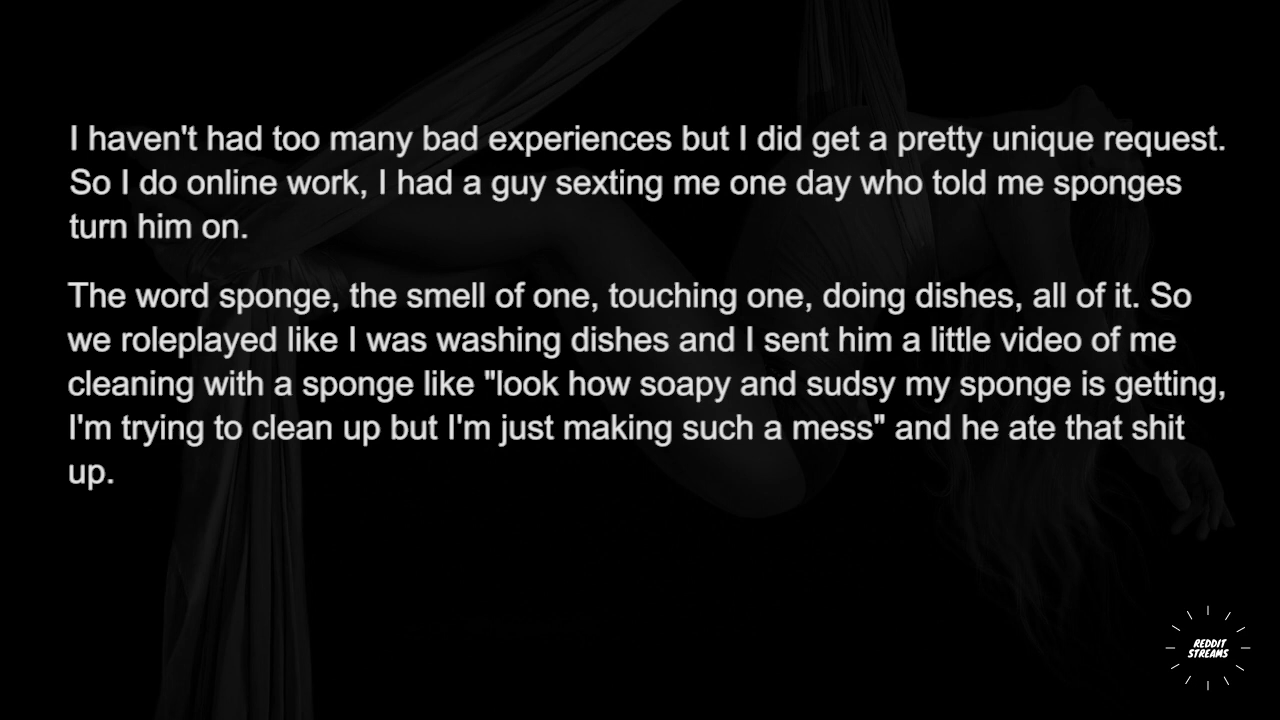 I haven't had too many bad experiences but I did get a pretty unique request.
So I do online work, I had a guy sexting me one day who told me sponges
turn him on.
The word sponge, the smell of one, touching one, doing dishes, all of it. So
we roleplayed like I was washing dishes and I sent him a little video of me
cleaning with a sponge like "look how soapy and sudsy my sponge is getting,
I'm trying to clean up but I'm just making such a mess" and he ate that shit
up.
REDDIT
STREAMS